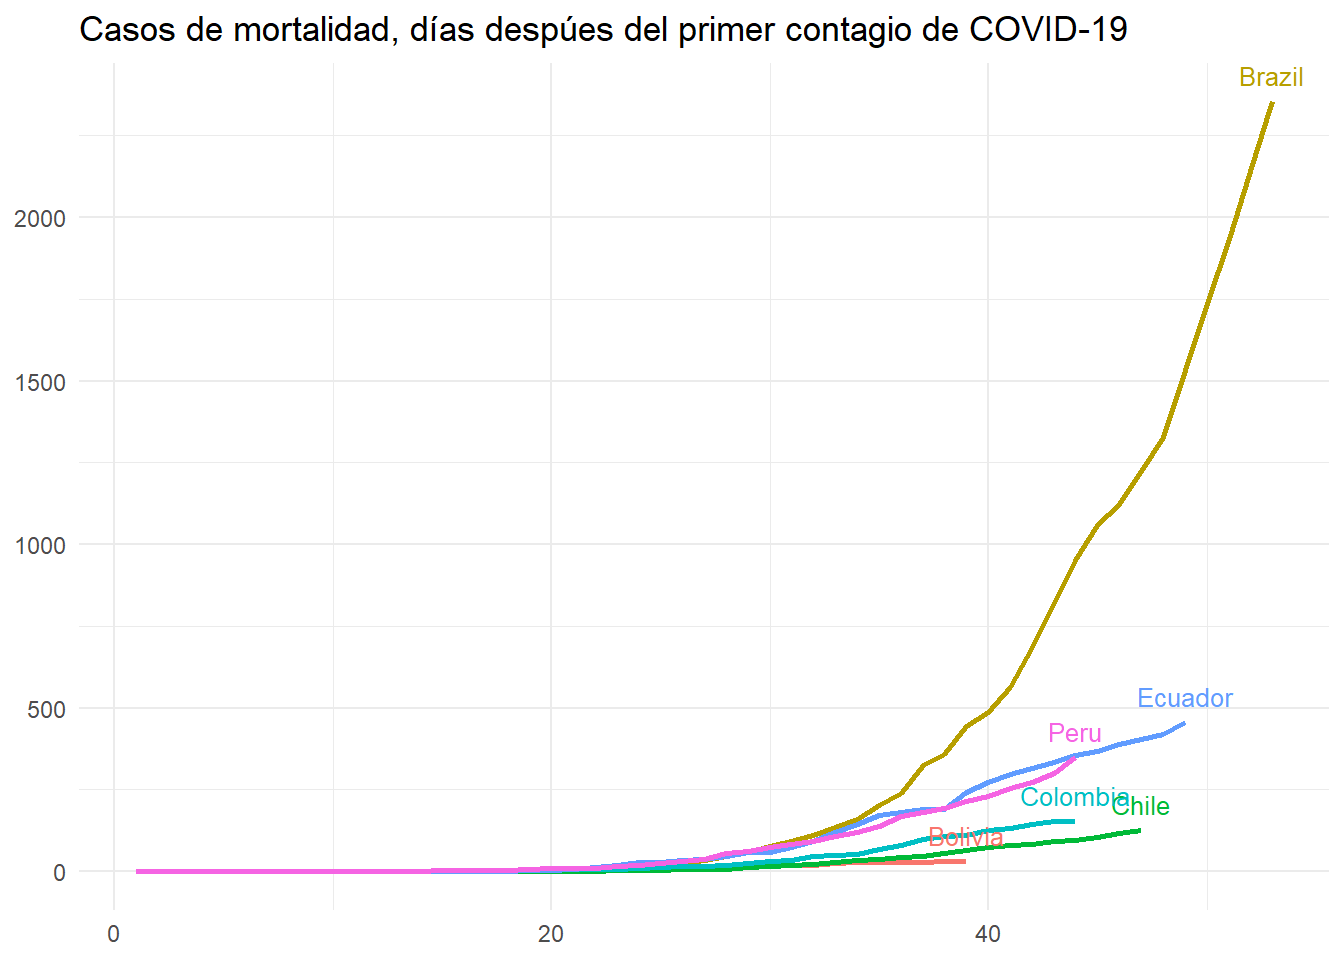 Casos de mortalidad, días despúes del primer contagio de COVID-19
Brazil
2000
1500
1000
Ecuador
500
Peru
Colombia
Chile
Bolivia
0
0 20 40